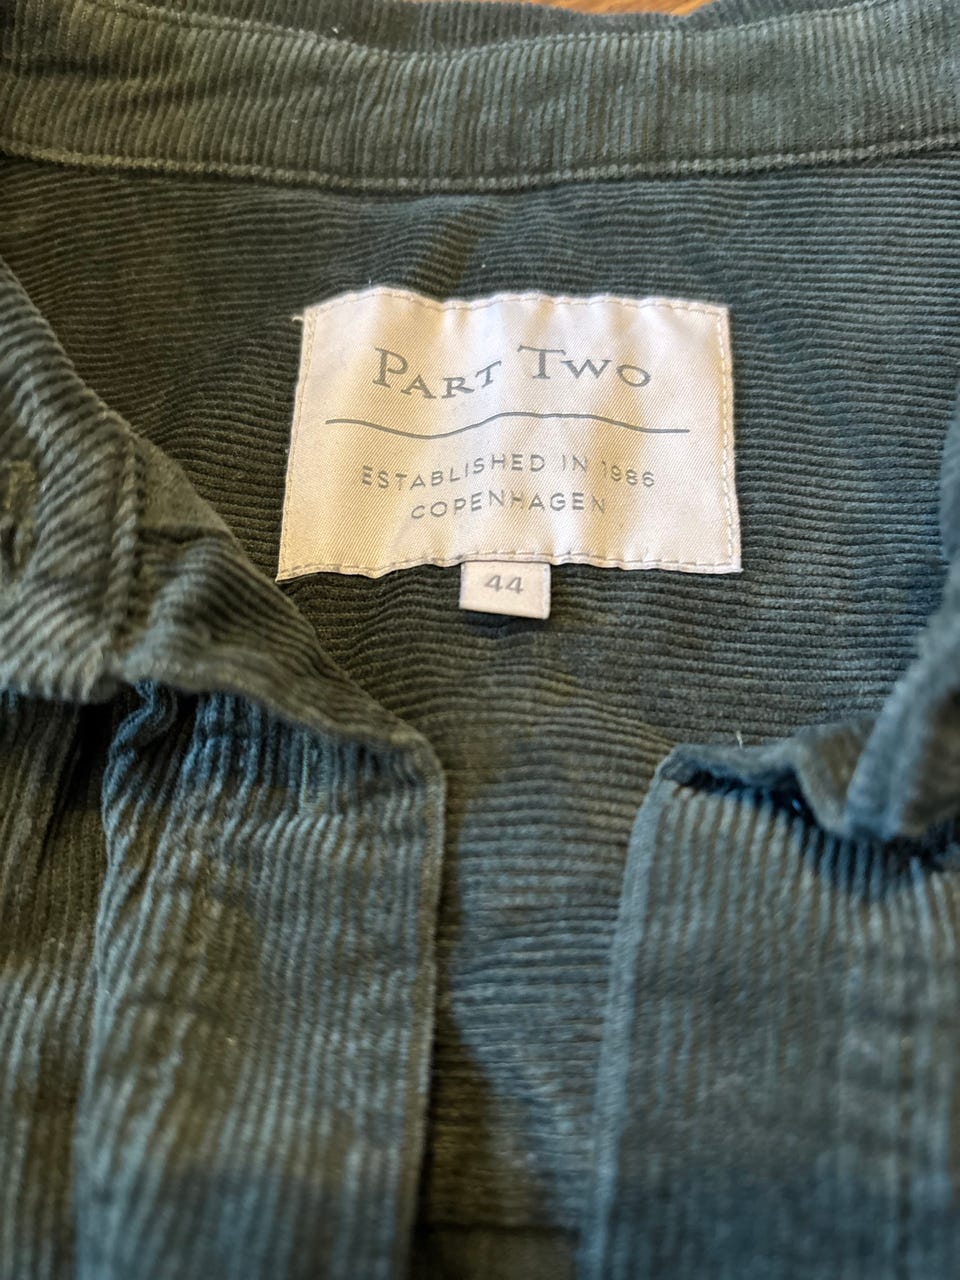 PART TWO
ESTABLISHED IN 1986
COPENHAGEN
44